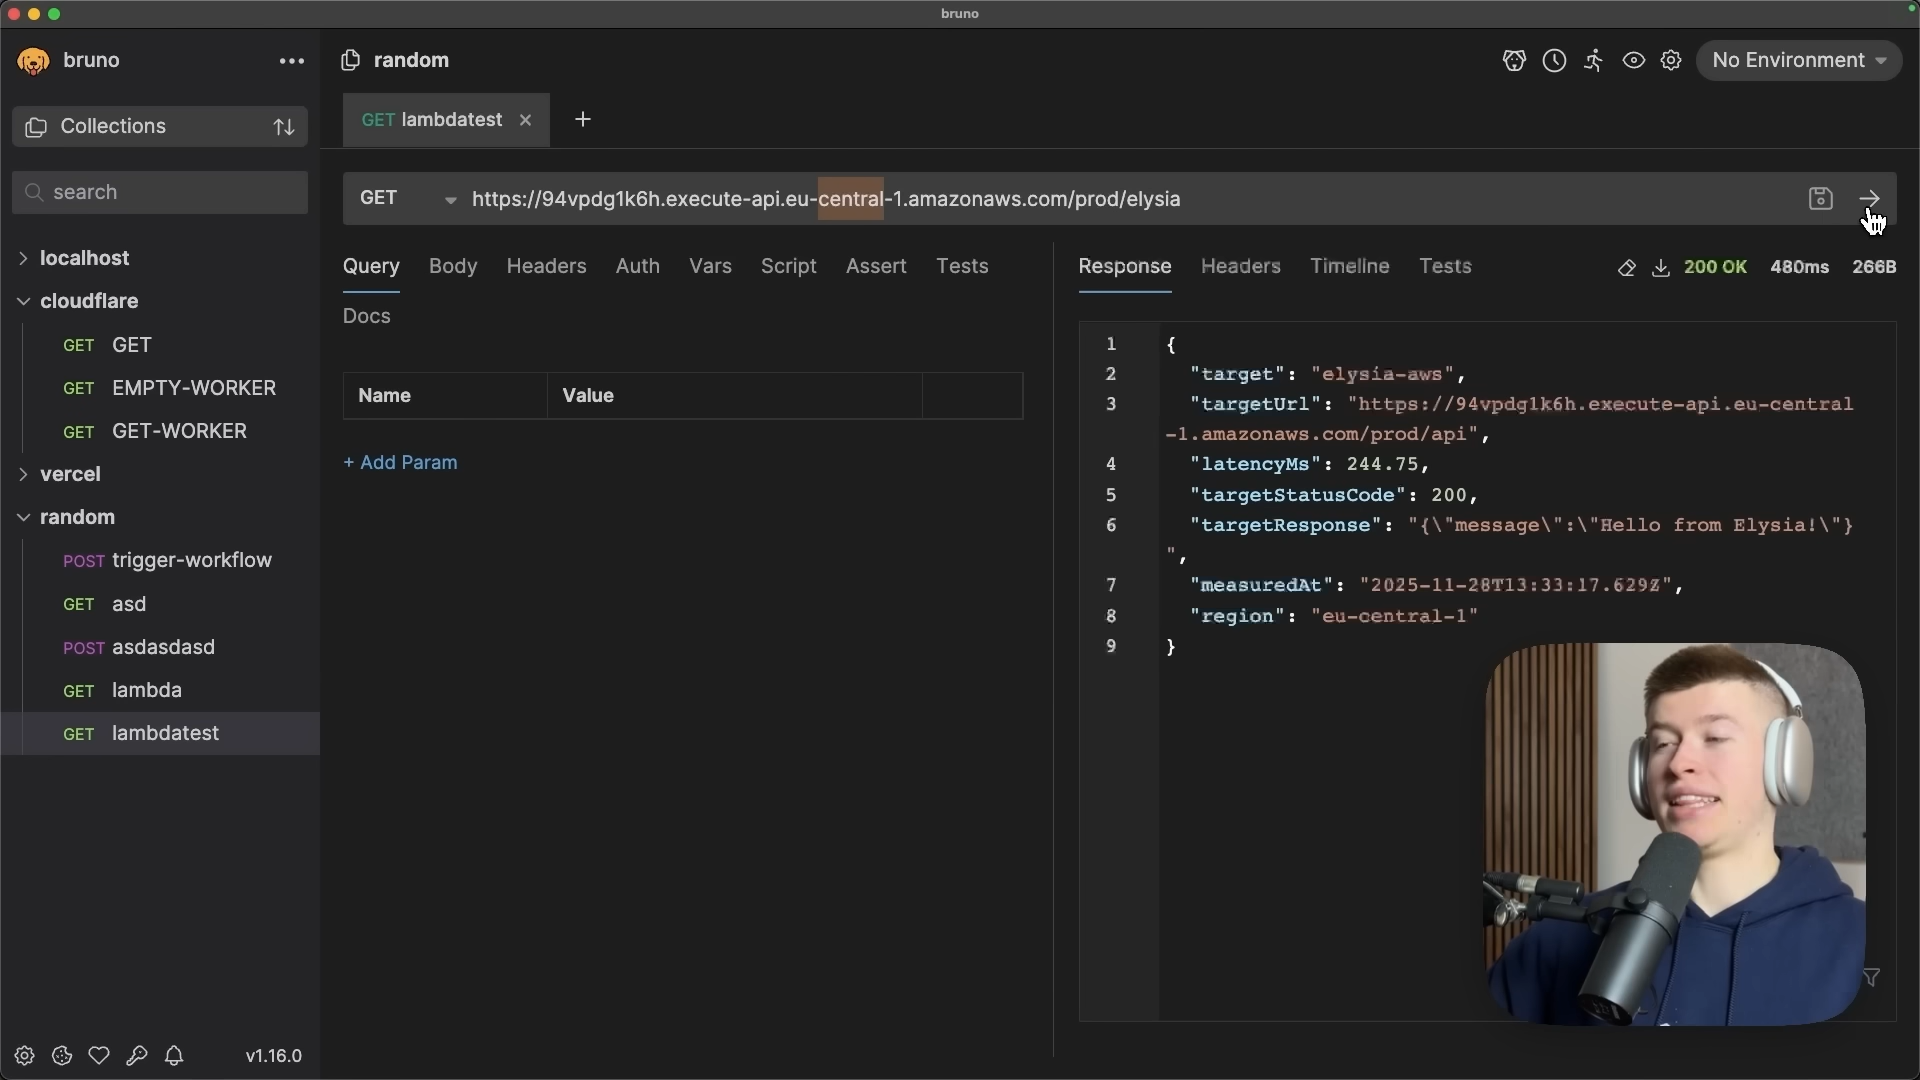 bruno
bruno
Collections
search
localhost
cloudflare
GET GET
GET EMPTY-WORKER
GET GET-WORKER
vercel
random
POST trigger-workflow
GET asd
POST asdasdasd
GET lambda
GET lambdatest
v1.16.0
random
No Environment
GET lambdatest
GET https://94vpdg1k6h.execute-api.eu-central-1.amazonaws.com/prod/elysia
Query Body Headers Auth Vars Script Assert Tests
Docs
Name Value
+ Add Param
Response Headers Timeline Tests 200 OK 480ms 266B
1 {
2 "target": "elysia-aws",
3 "targetUrl": "https://94vpdg1k6h.execute-api.eu-central
-1.amazonaws.com/prod/api",
4 "latencyMs": 244.75,
5 "targetStatusCode": 200,
6 "targetResponse": "{\"message\":\"Hello from Elysia!\"}
",
7 "measuredAt": "2025-11-28T13:33:17.629Z",
8 "region": "eu-central-1"
9 }